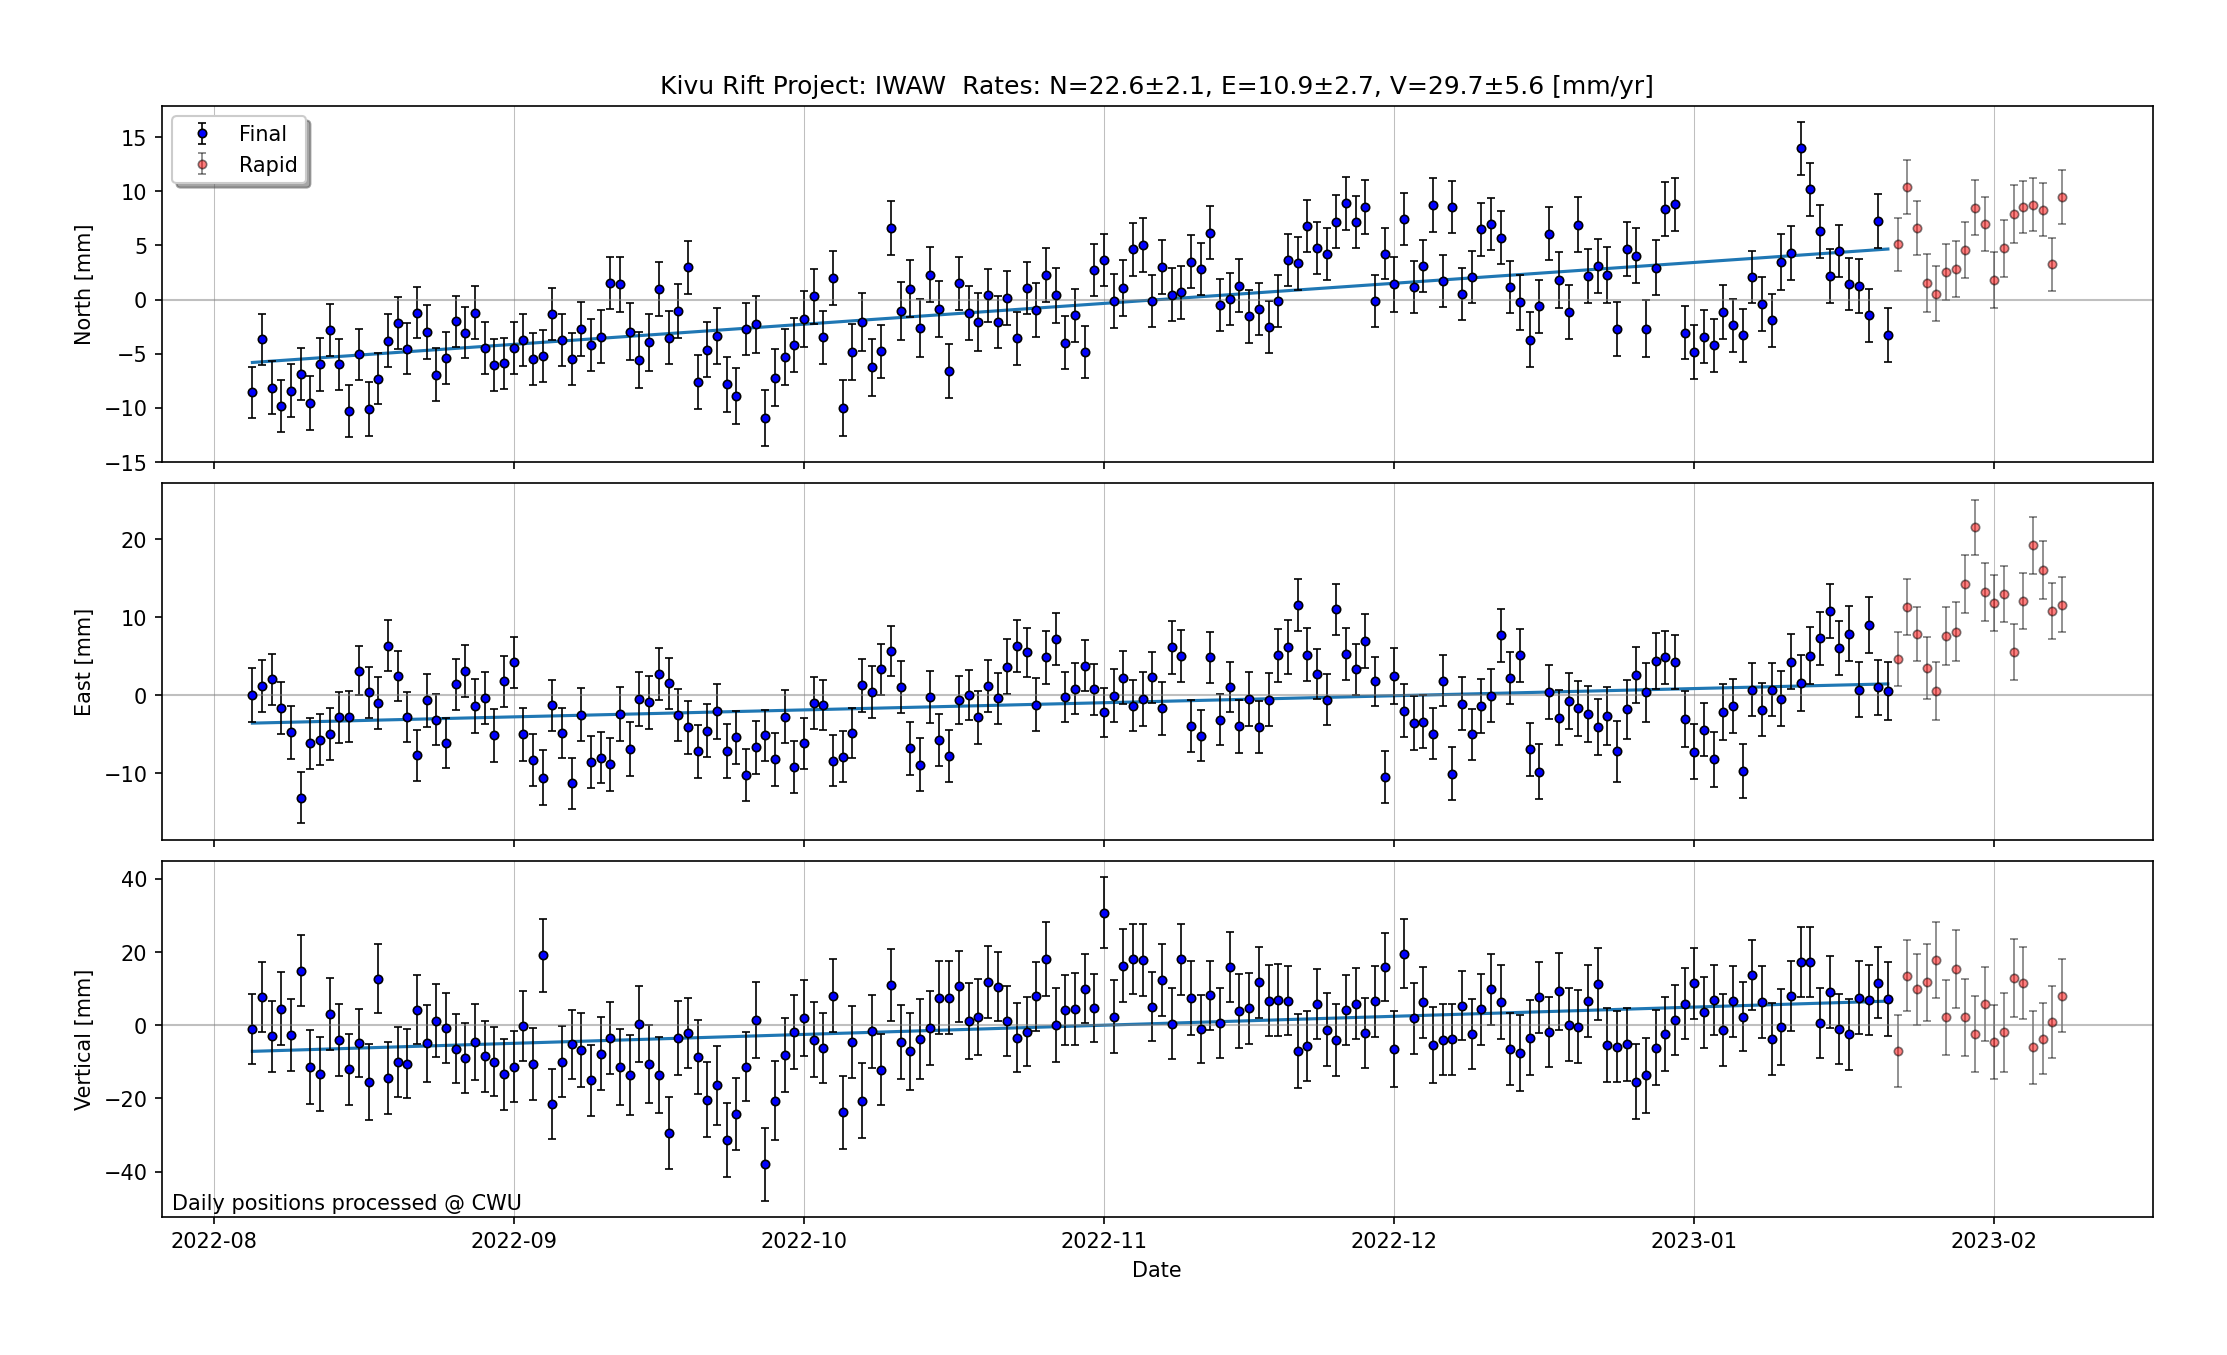 Kivu Rift Project: IWAW  Rates: N=22.6±2.1, E=10.9±2.7, V=29.7±5.6 [mm/yr]
Final
Rapid
North [mm]
15
10
5
0
−5
−10
−15
East [mm]
20
10
0
−10
Vertical [mm]
40
20
0
−20
−40
Daily positions processed @ CWU
2022-08 2022-09 2022-10 2022-11 2022-12 2023-01 2023-02
Date